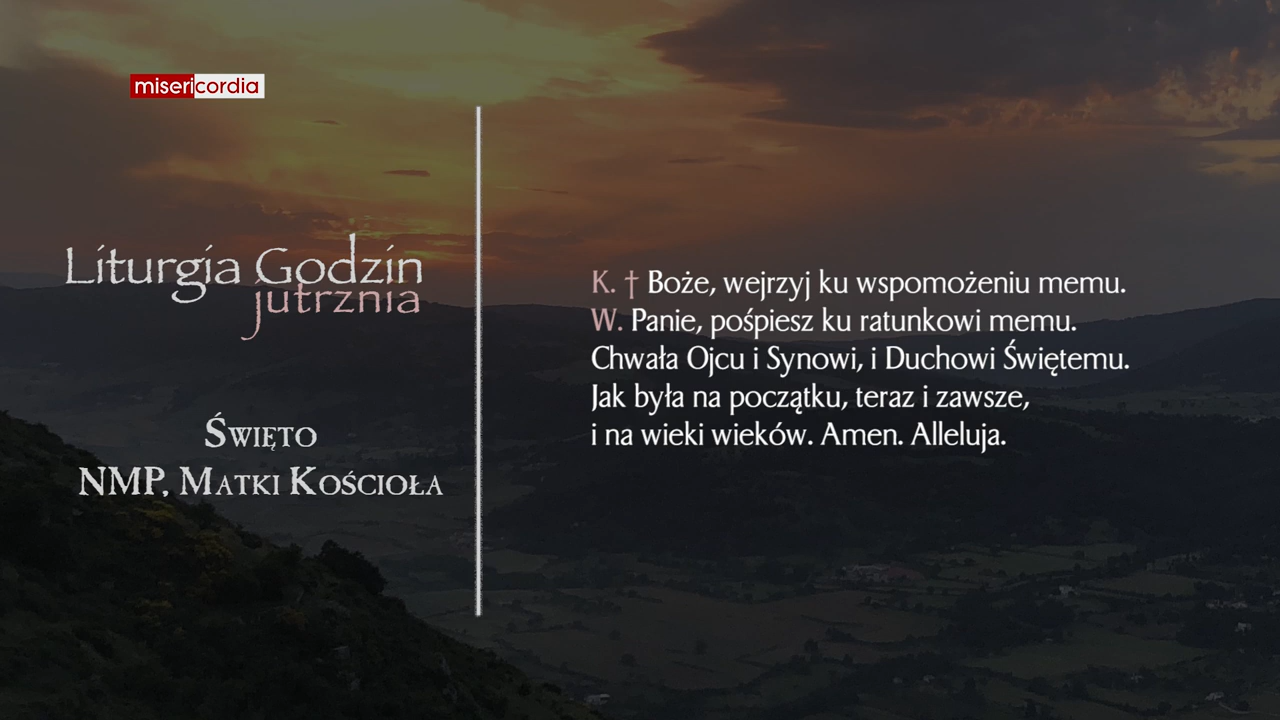 misericordia
Liturgia Godzin
jutrznia
Święto
NMP, Matki Kościoła
K. † Boże, wejrzyj ku wspomożeniu memu.
W. Panie, pośpiesz ku ratunkowi memu.
Chwała Ojcu i Synowi, i Duchowi Świętemu.
Jak była na początku, teraz i zawsze,
i na wieki wieków. Amen. Alleluja.